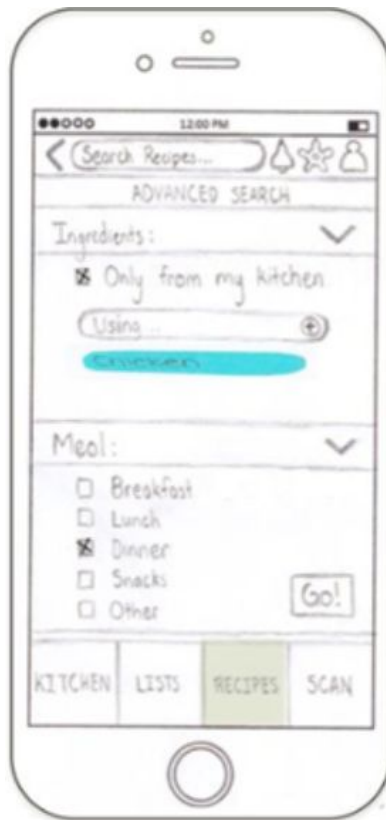 12:00 PM
Search Recipes...
ADVANCED SEARCH
Ingredients:
Only from my kitchen
Using...
chicken
Meal:
Breakfast
Lunch
Dinner
Snacks
Other
Go!
KITCHEN LISTS RECIPES SCAN